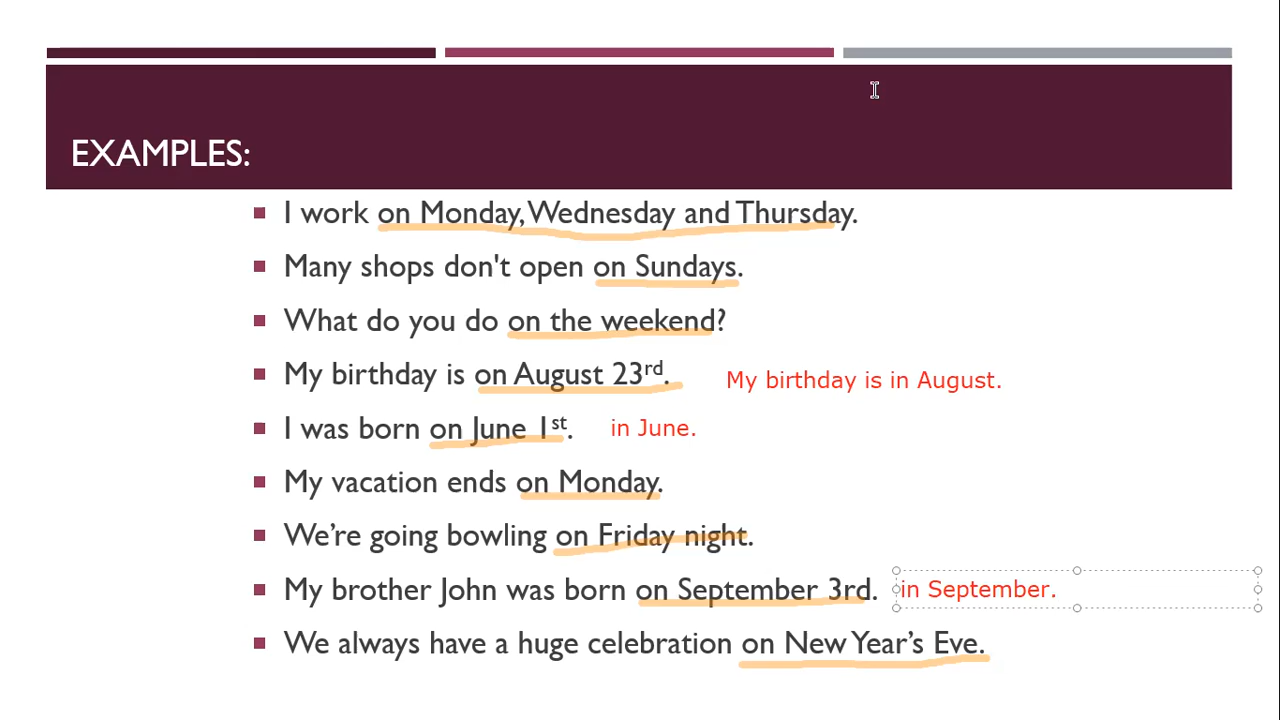 EXAMPLES:
I work on Monday, Wednesday and Thursday.
Many shops don't open on Sundays.
What do you do on the weekend?
My birthday is on August 23rd. My birthday is in August.
I was born on June 1st. in June.
My vacation ends on Monday.
We're going bowling on Friday night.
My brother John was born on September 3rd. in September.
We always have a huge celebration on New Year's Eve.